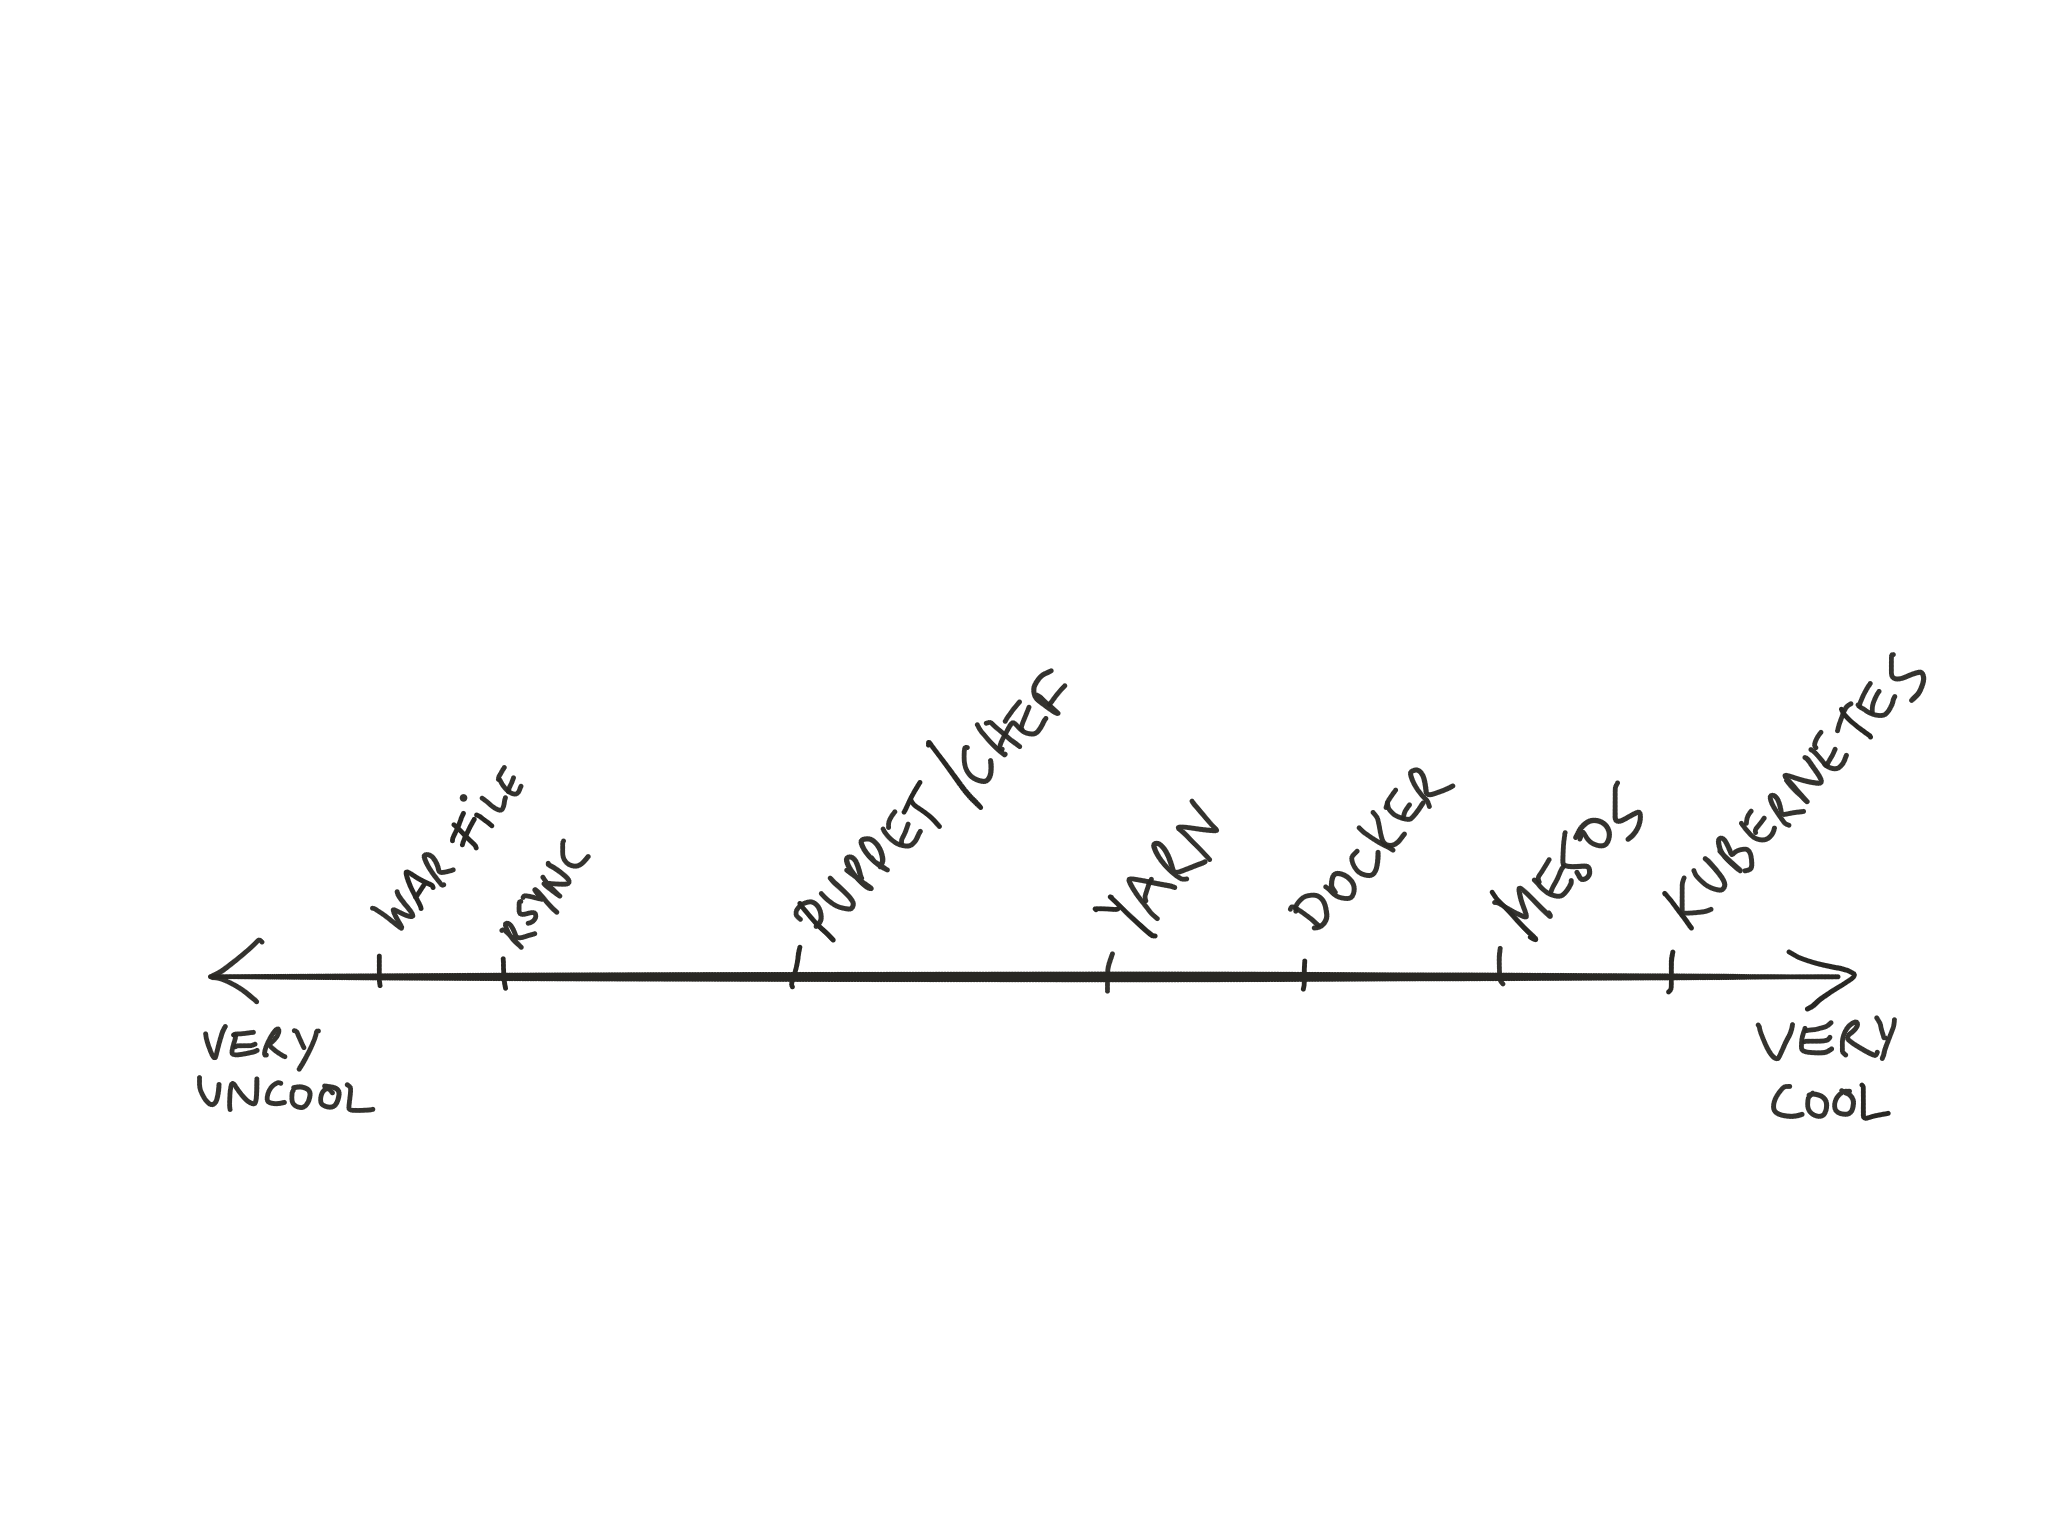 WAR FiLE
RSYNC
PUPPET/CHEF
YARN
DOCKER
MESOS
KUBERNETES
VERY
UNCOOL
VERY
COOL